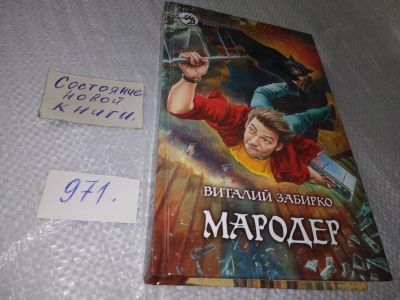 Состояние
новой
книги.
971.
ВИТАЛИЙ ЗАБИРКО
МАРОДЕР